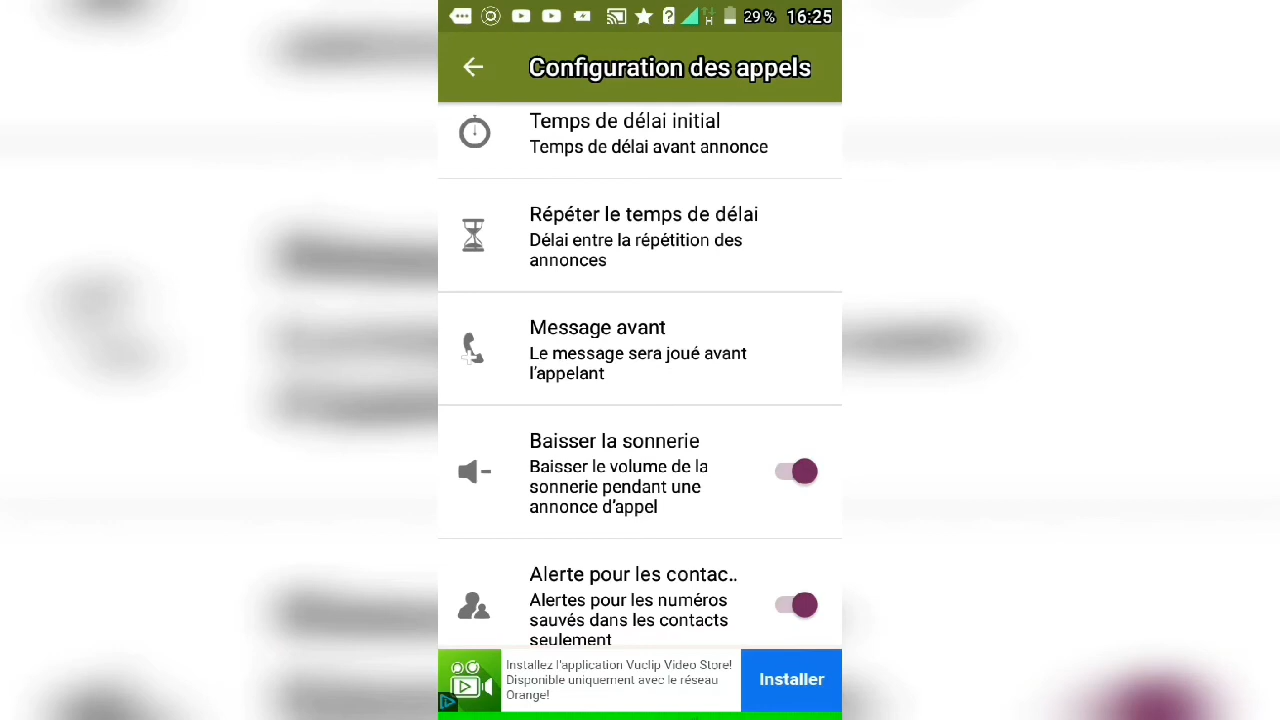 29 % 16:25
Configuration des appels
Temps de délai initial
Temps de délai avant annonce
Répéter le temps de délai
Délai entre la répétition des
annonces
Message avant
Le message sera joué avant
l'appelant
Baisser la sonnerie
Baisser le volume de la
sonnerie pendant une
annonce d'appel
Alerte pour les contac..
Alertes pour les numéros
sauvés dans les contacts
seulement
Installez l'application Vuclip Video Store!
Disponible uniquement avec le réseau
Orange!
Installer